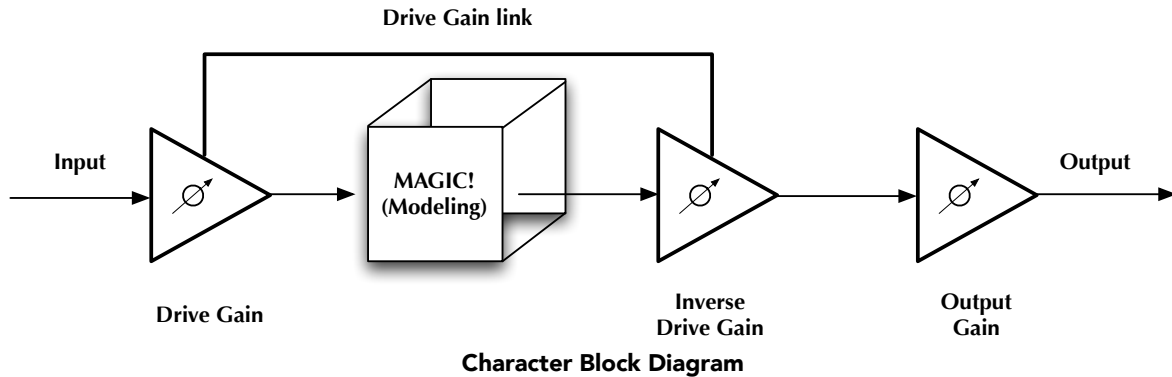 Drive Gain link
Input
MAGIC!
(Modeling)
Output
Drive Gain
Inverse
Drive Gain
Output
Gain
Character Block Diagram